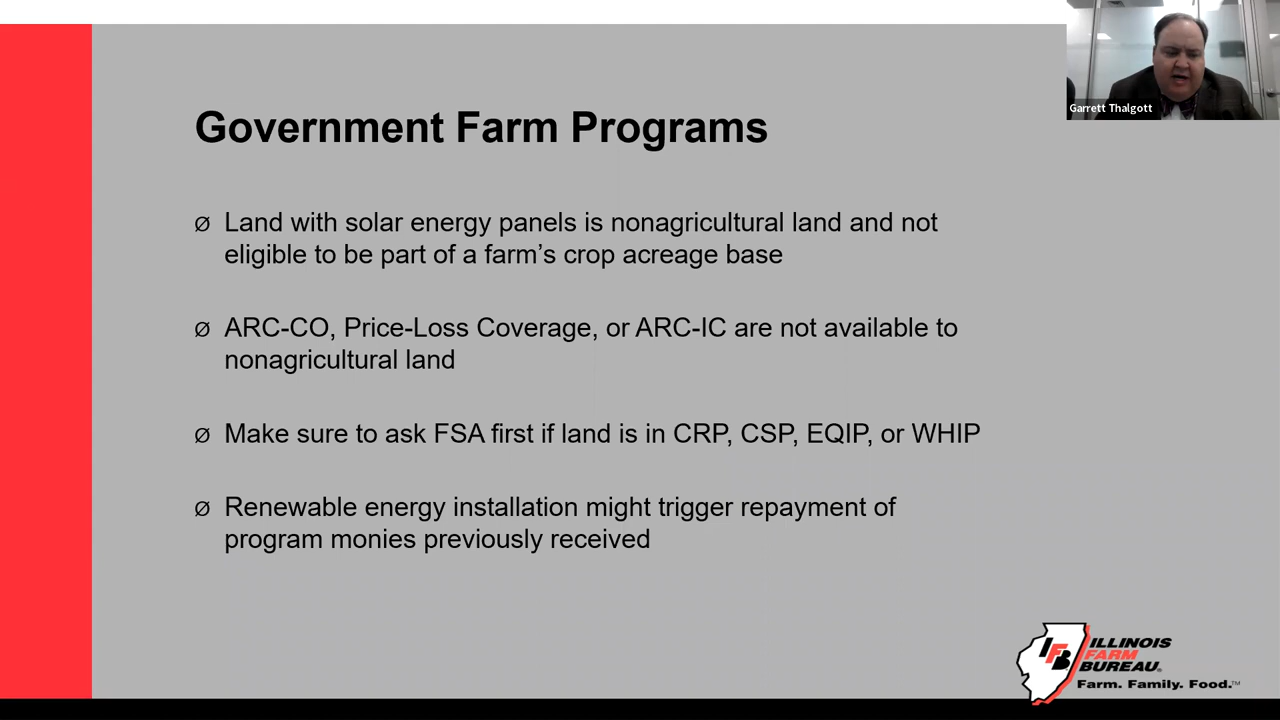 Garrett Thalgott
Government Farm Programs
Ø Land with solar energy panels is nonagricultural land and not
eligible to be part of a farm’s crop acreage base
Ø ARC-CO, Price-Loss Coverage, or ARC-IC are not available to
nonagricultural land
Ø Make sure to ask FSA first if land is in CRP, CSP, EQIP, or WHIP
Ø Renewable energy installation might trigger repayment of
program monies previously received
IFB
ILLINOIS
FARM
BUREAU®
Farm. Family. Food.™